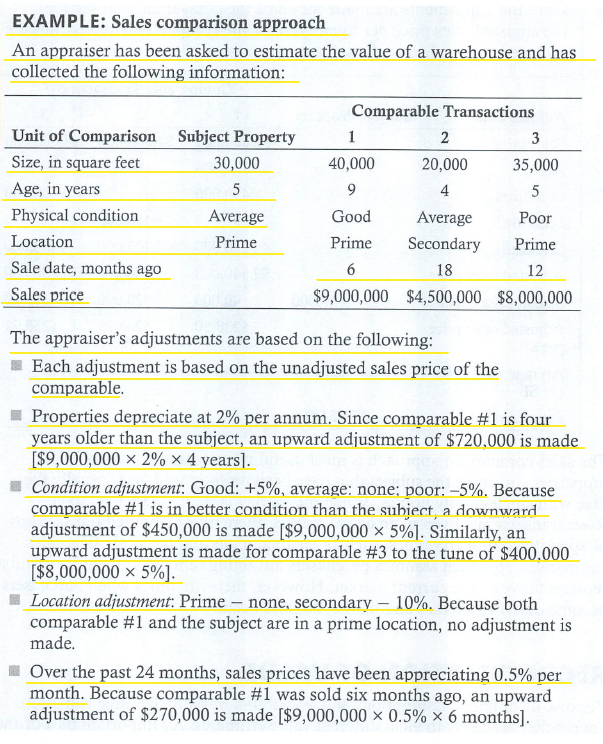 EXAMPLE: Sales comparison approach
An appraiser has been asked to estimate the value of a warehouse and has
collected the following information:
Comparable Transactions
Unit of Comparison Subject Property 1 2 3
Size, in square feet 30,000 40,000 20,000 35,000
Age, in years 5 9 4 5
Physical condition Average Good Average Poor
Location Prime Prime Secondary Prime
Sale date, months ago 6 18 12
Sales price $9,000,000 $4,500,000 $8,000,000
The appraiser's adjustments are based on the following:
Each adjustment is based on the unadjusted sales price of the
comparable.
Properties depreciate at 2% per annum. Since comparable #1 is four
years older than the subject, an upward adjustment of $720,000 is made
[$9,000,000 × 2% × 4 years].
Condition adjustment: Good: +5%, average: none: poor: –5%. Because
comparable #1 is in better condition than the subject, a downward
adjustment of $450,000 is made [$9,000,000 × 5%]. Similarly, an
upward adjustment is made for comparable #3 to the tune of $400,000
[$8,000,000 × 5%].
Location adjustment: Prime – none, secondary – 10%. Because both
comparable #1 and the subject are in a prime location, no adjustment is
made.
Over the past 24 months, sales prices have been appreciating 0.5% per
month. Because comparable #1 was sold six months ago, an upward
adjustment of $270,000 is made [$9,000,000 × 0.5% × 6 months].